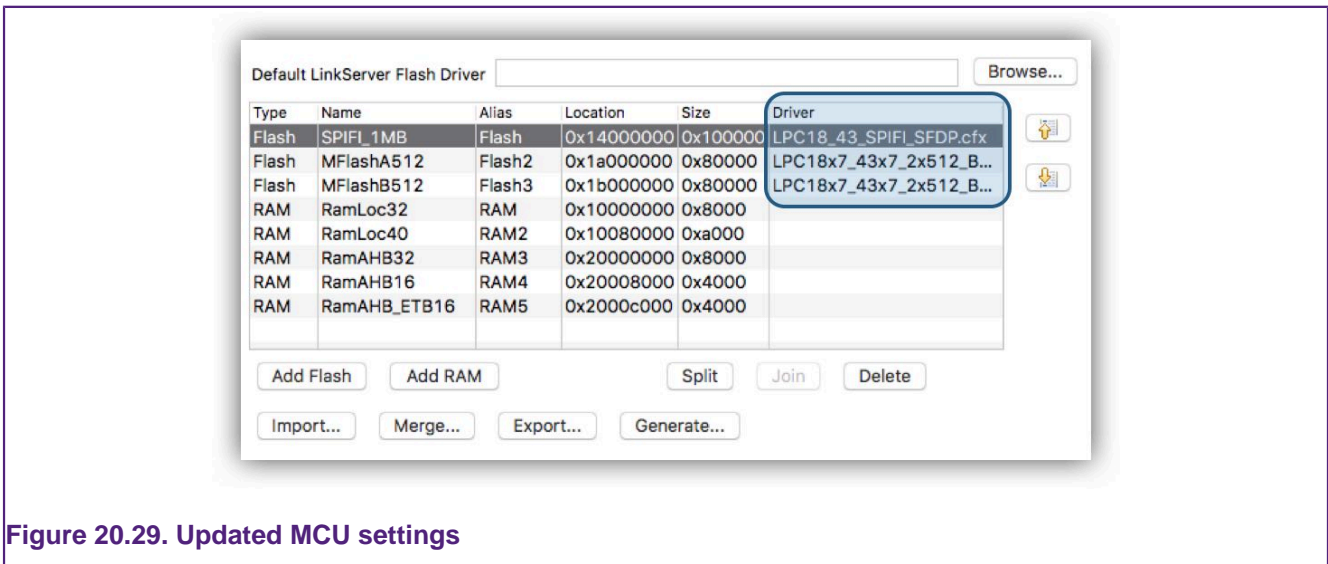 Default LinkServer Flash Driver Browse...
Type Name Alias Location Size Driver
Flash SPIFI_1MB Flash 0x14000000 0x100000 LPC18_43_SPIFI_SFDP.cfx
Flash MFlashA512 Flash2 0x1a000000 0x80000 LPC18x7_43x7_2x512_B...
Flash MFlashB512 Flash3 0x1b000000 0x80000 LPC18x7_43x7_2x512_B...
RAM RamLoc32 RAM 0x10000000 0x8000
RAM RamLoc40 RAM2 0x10080000 0xa000
RAM RamAHB32 RAM3 0x20000000 0x8000
RAM RamAHB16 RAM4 0x20008000 0x4000
RAM RamAHB_ETB16 RAM5 0x2000c000 0x4000
Add Flash Add RAM Split Join Delete
Import... Merge... Export... Generate...
Figure 20.29. Updated MCU settings